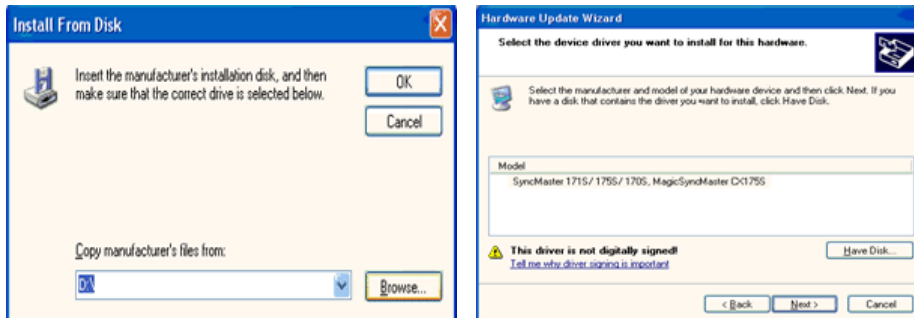 Install From Disk
Insert the manufacturer's installation disk, and then
make sure that the correct drive is selected below.
OK
Cancel
Copy manufacturer's files from:
D:\
Browse...
Hardware Update Wizard
Select the device driver you want to install for this hardware.
Select the manufacturer and model of your hardware device and then click Next. If you
have a disk that contains the driver you want to install, click Have Disk.
Model
SyncMaster 171S/ 175S/ 170S, MagicSyncMaster CX175S
This driver is not digitally signed!
Tell me why driver signing is important
Have Disk...
< Back
Next >
Cancel